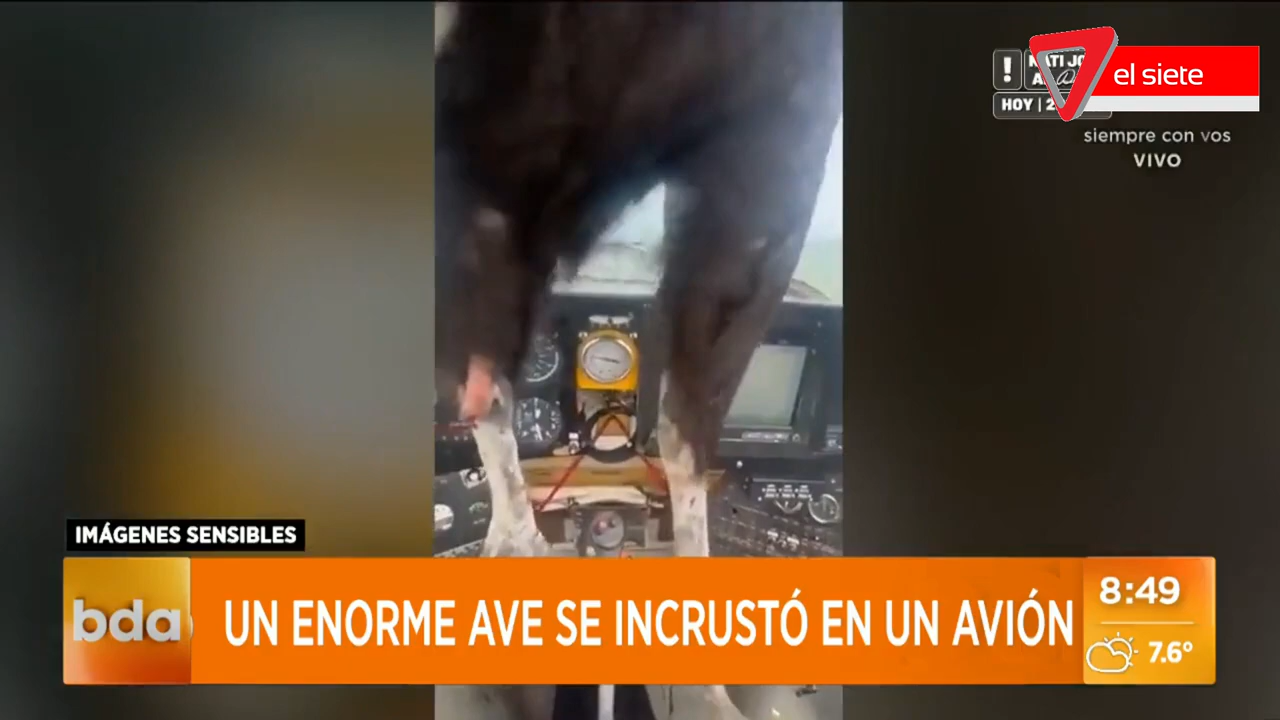 el siete
HOY
siempre con vos
VIVO
IMÁGENES SENSIBLES
bda
UN ENORME AVE SE INCRUSTÓ EN UN AVIÓN
8:49
7.6°